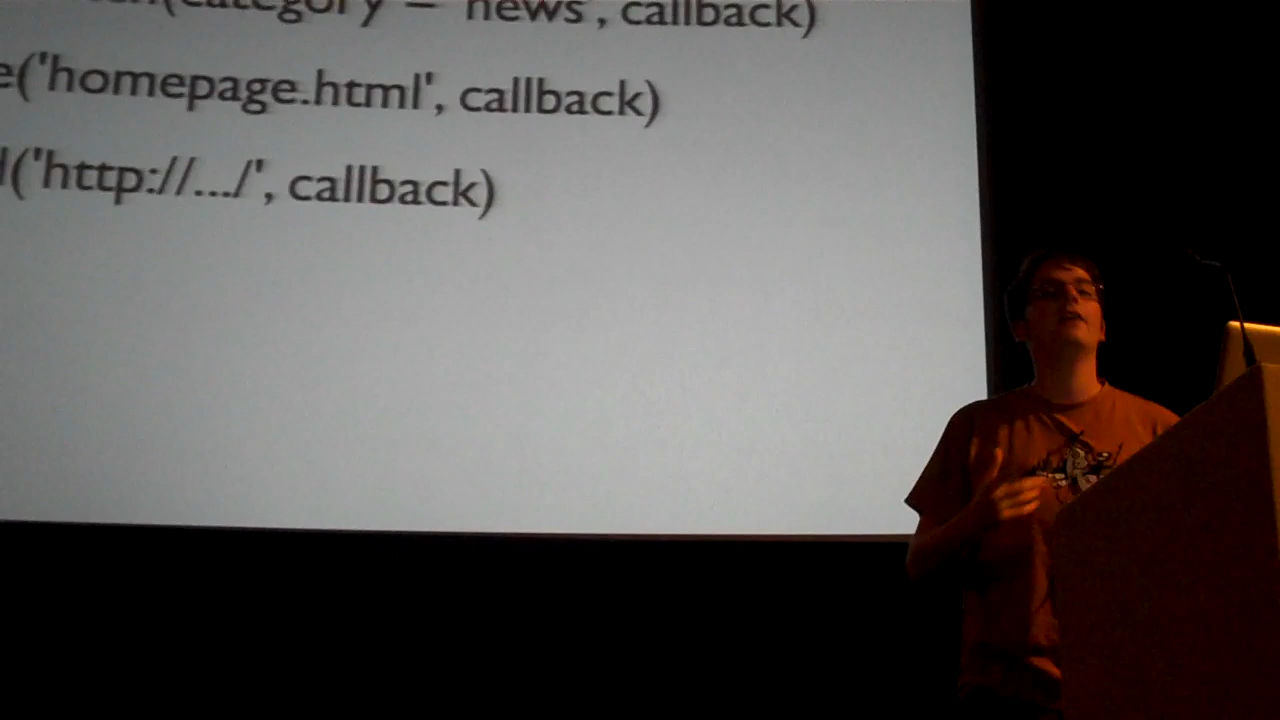 (category = 'news', callback)
e('homepage.html', callback)
l('http://.../', callback)